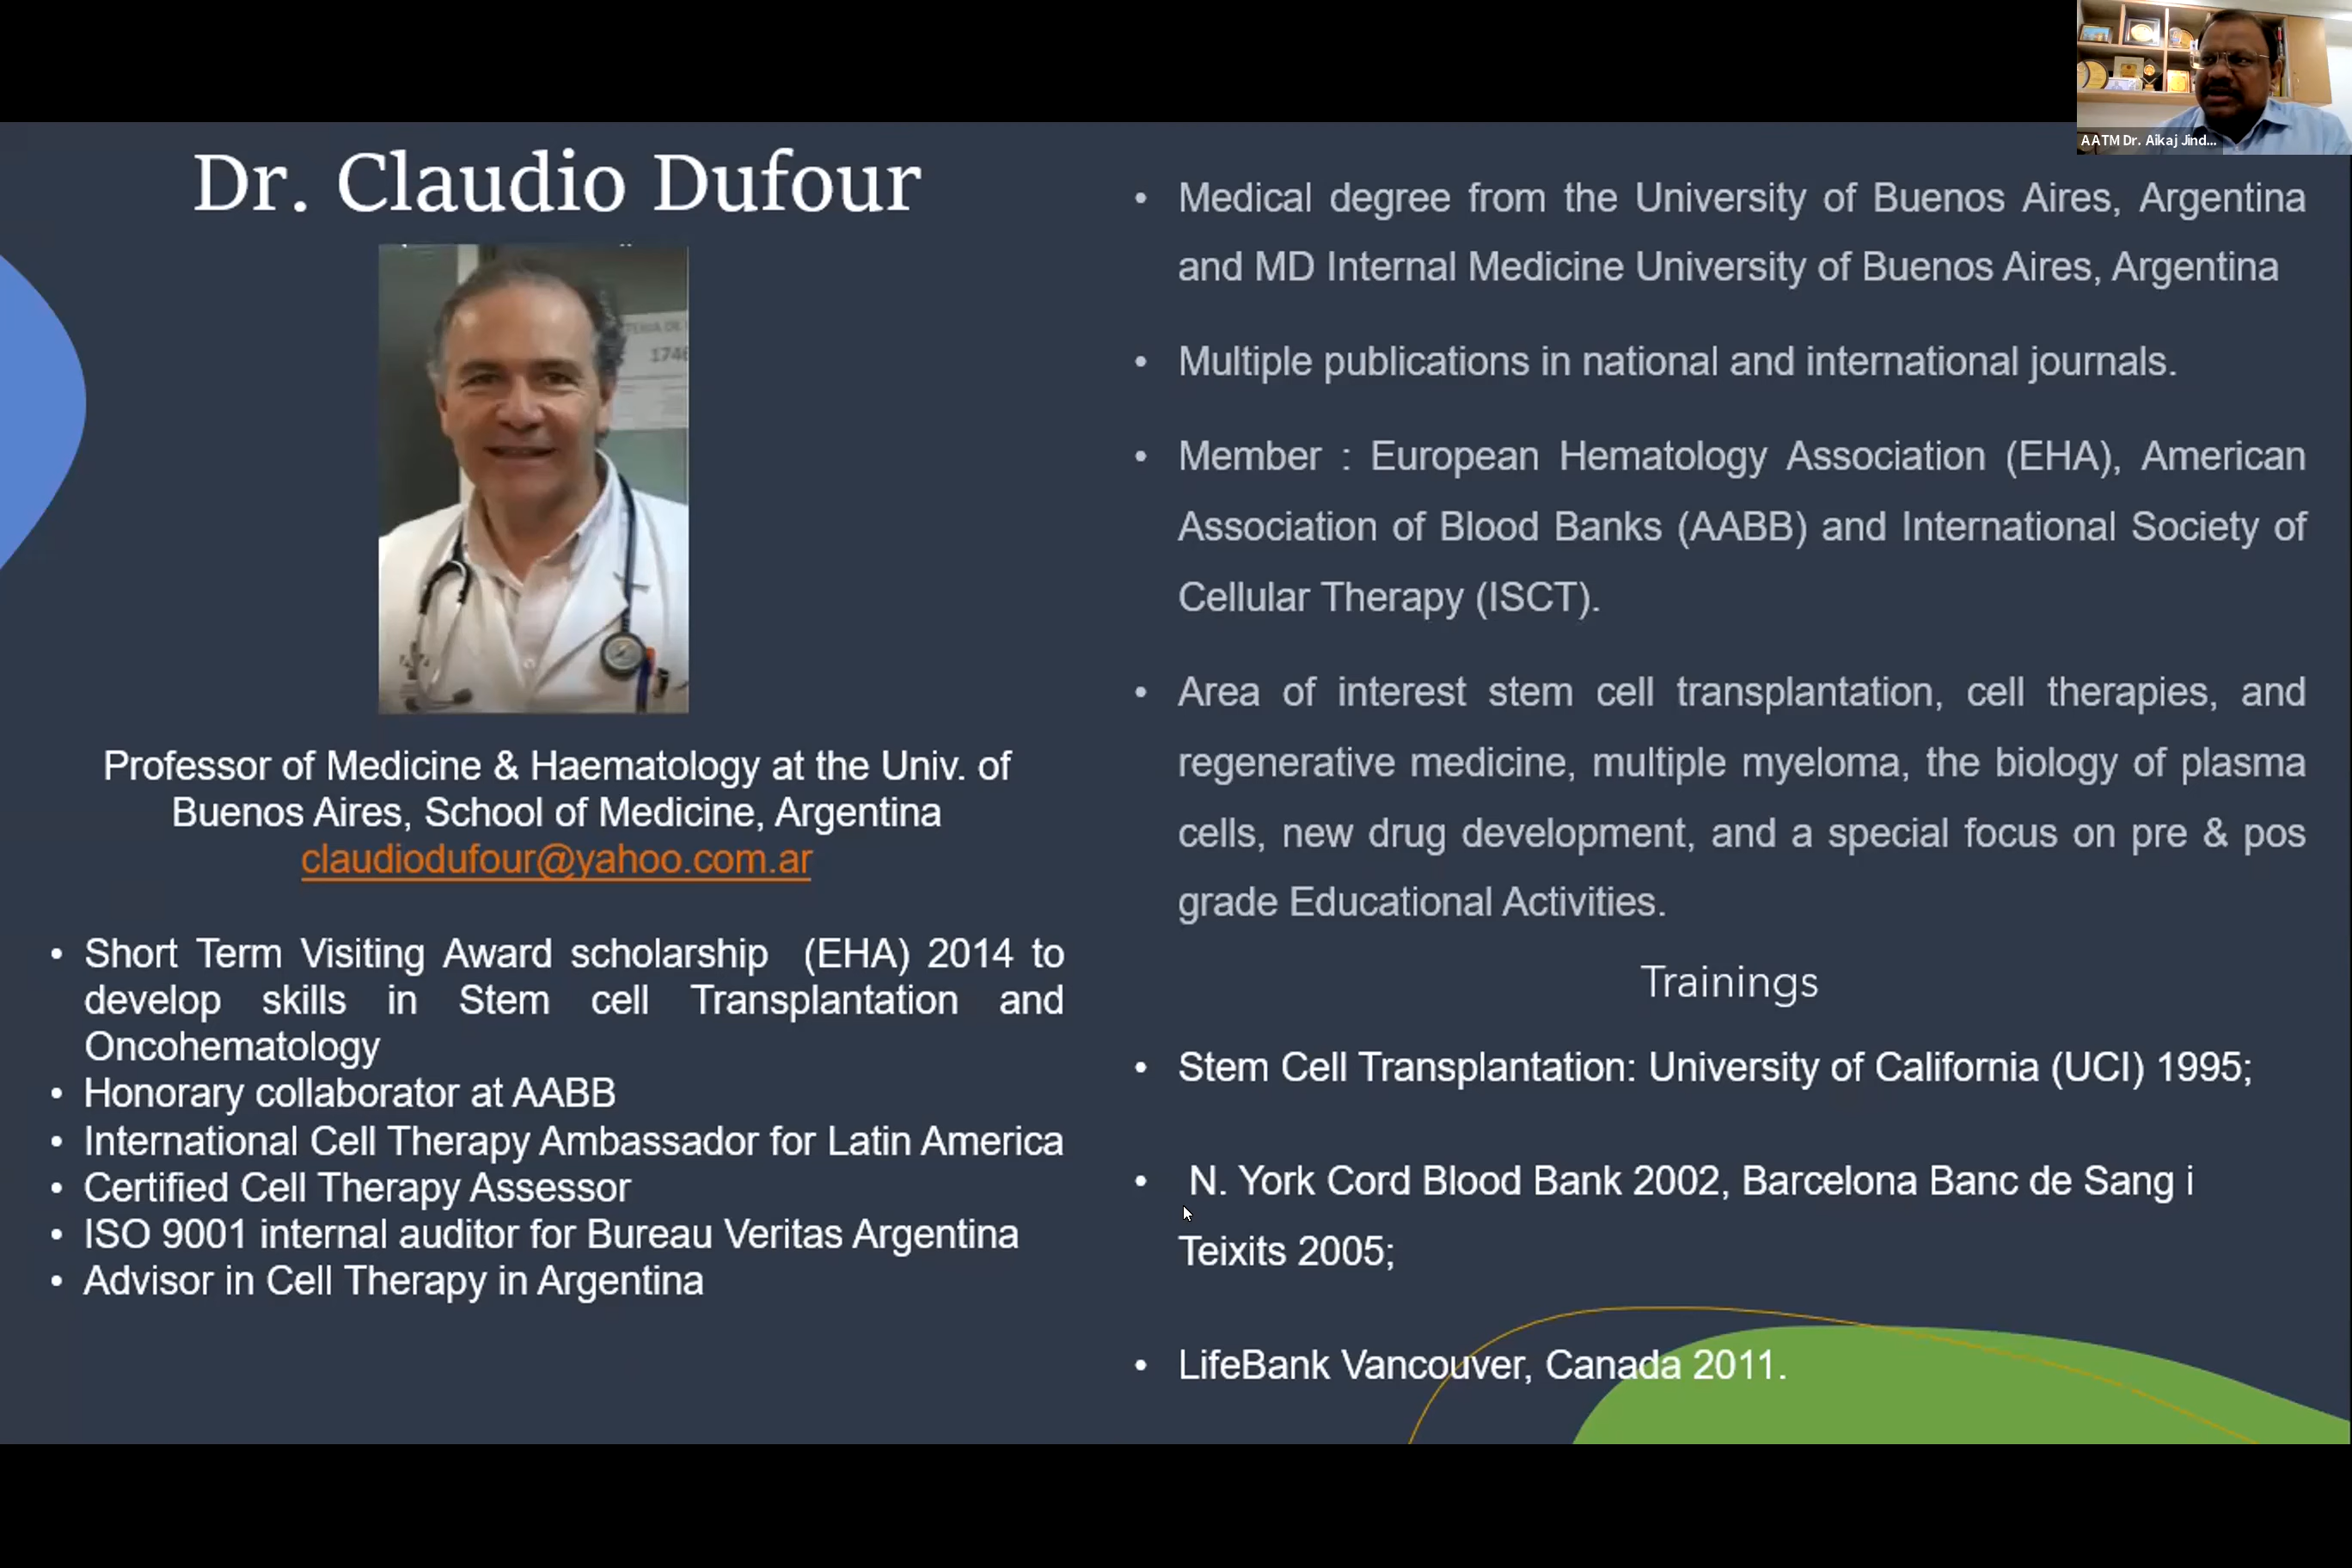 AATM Dr. Aikaj Jind...
Dr. Claudio Dufour
1746
Professor of Medicine & Haematology at the Univ. of
Buenos Aires, School of Medicine, Argentina
claudiodufour@yahoo.com.ar
• Short Term Visiting Award scholarship (EHA) 2014 to
develop skills in Stem cell Transplantation and
Oncohematology
• Honorary collaborator at AABB
• International Cell Therapy Ambassador for Latin America
• Certified Cell Therapy Assessor
• ISO 9001 internal auditor for Bureau Veritas Argentina
• Advisor in Cell Therapy in Argentina
• Medical degree from the University of Buenos Aires, Argentina
and MD Internal Medicine University of Buenos Aires, Argentina
• Multiple publications in national and international journals.
• Member : European Hematology Association (EHA), American
Association of Blood Banks (AABB) and International Society of
Cellular Therapy (ISCT).
• Area of interest stem cell transplantation, cell therapies, and
regenerative medicine, multiple myeloma, the biology of plasma
cells, new drug development, and a special focus on pre & pos
grade Educational Activities.
Trainings
• Stem Cell Transplantation: University of California (UCI) 1995;
• N. York Cord Blood Bank 2002, Barcelona Banc de Sang i
Teixits 2005;
• LifeBank Vancouver, Canada 2011.